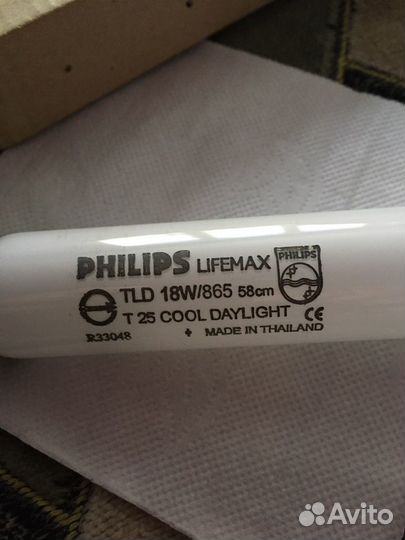 PHILIPS LIFEMAX PHILIPS
TLD 18W/865 58cm
T 25 COOL DAYLIGHT CE
R33048 + MADE IN THAILAND
Avito